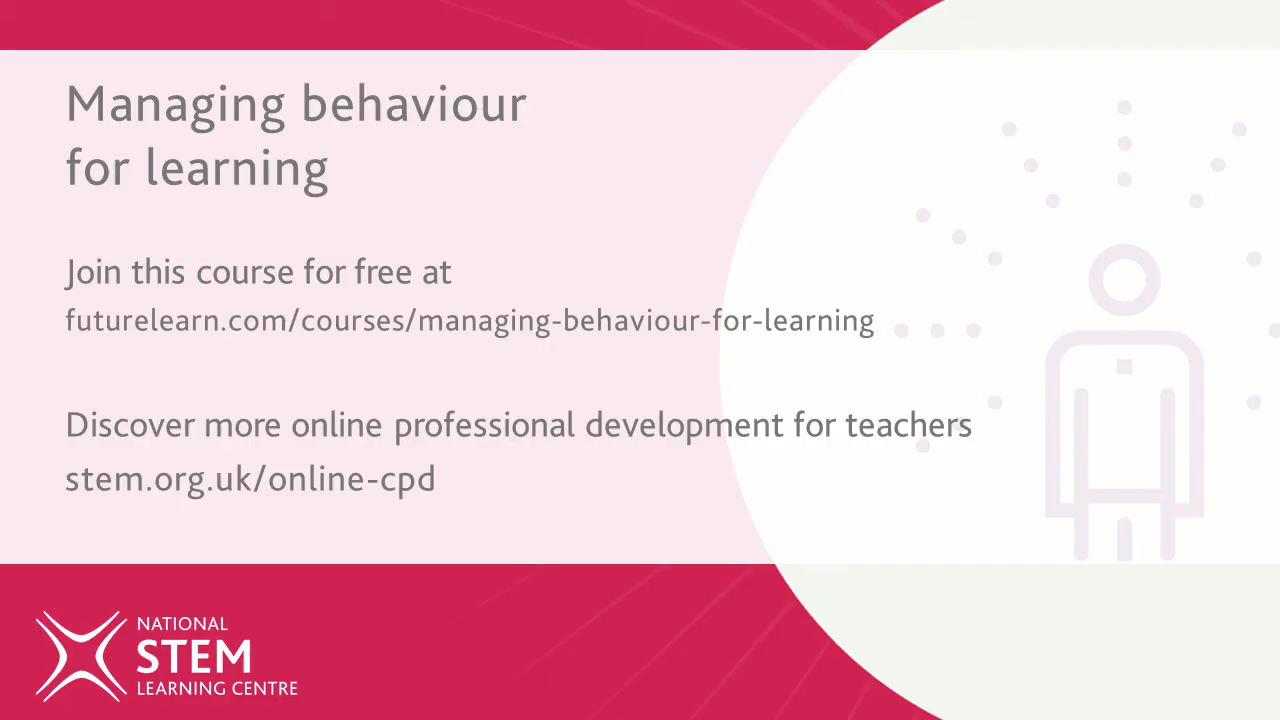 Managing behaviour
for learning
Join this course for free at
futurelearn.com/courses/managing-behaviour-for-learning
Discover more online professional development for teachers
stem.org.uk/online-cpd
NATIONAL
STEM
LEARNING CENTRE